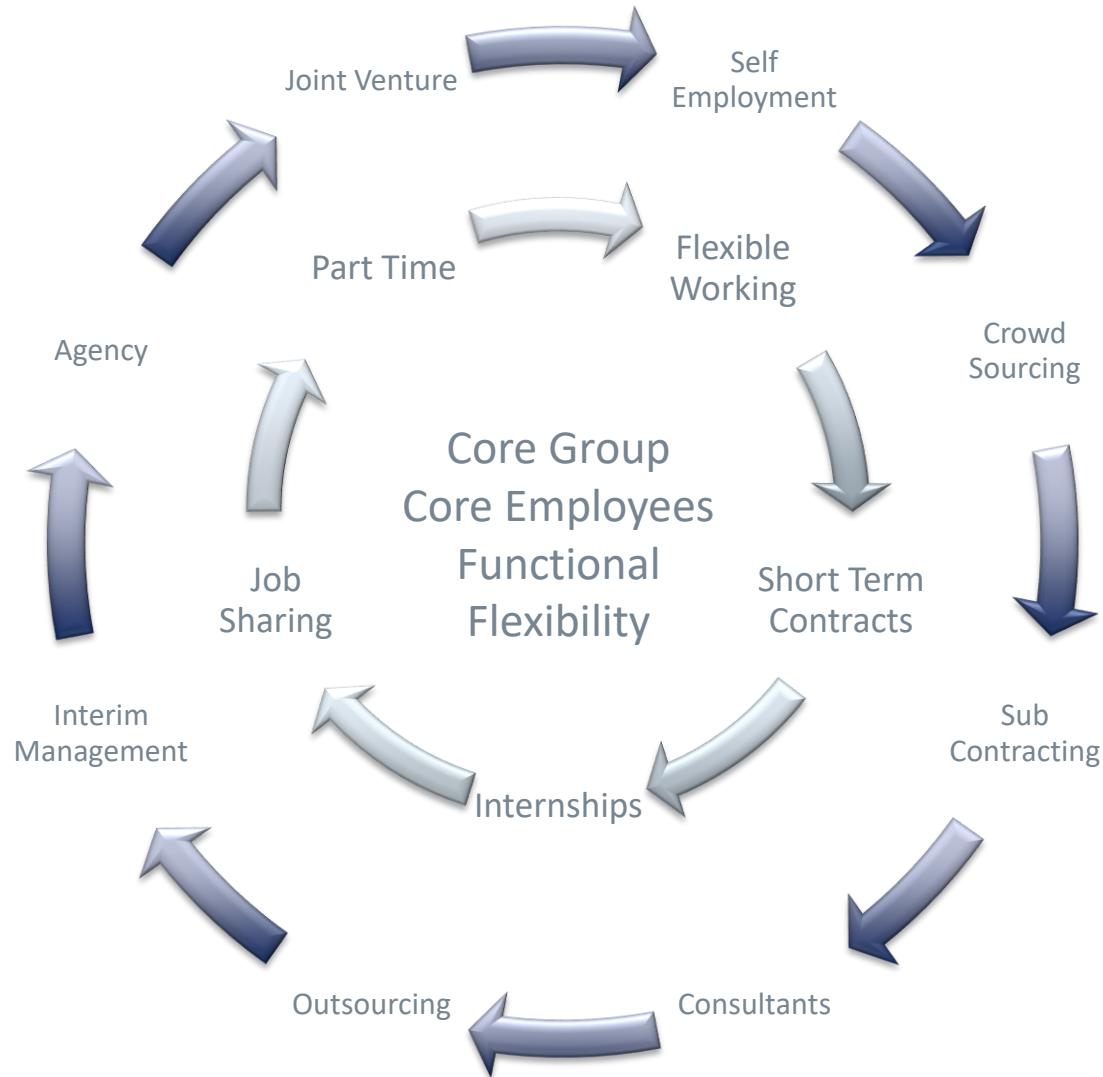 Joint Venture
Self
Employment
Part Time
Flexible
Working
Agency
Crowd
Sourcing
Core Group
Core Employees
Functional
Flexibility
Job
Sharing
Short Term
Contracts
Interim
Management
Sub
Contracting
Internships
Outsourcing
Consultants